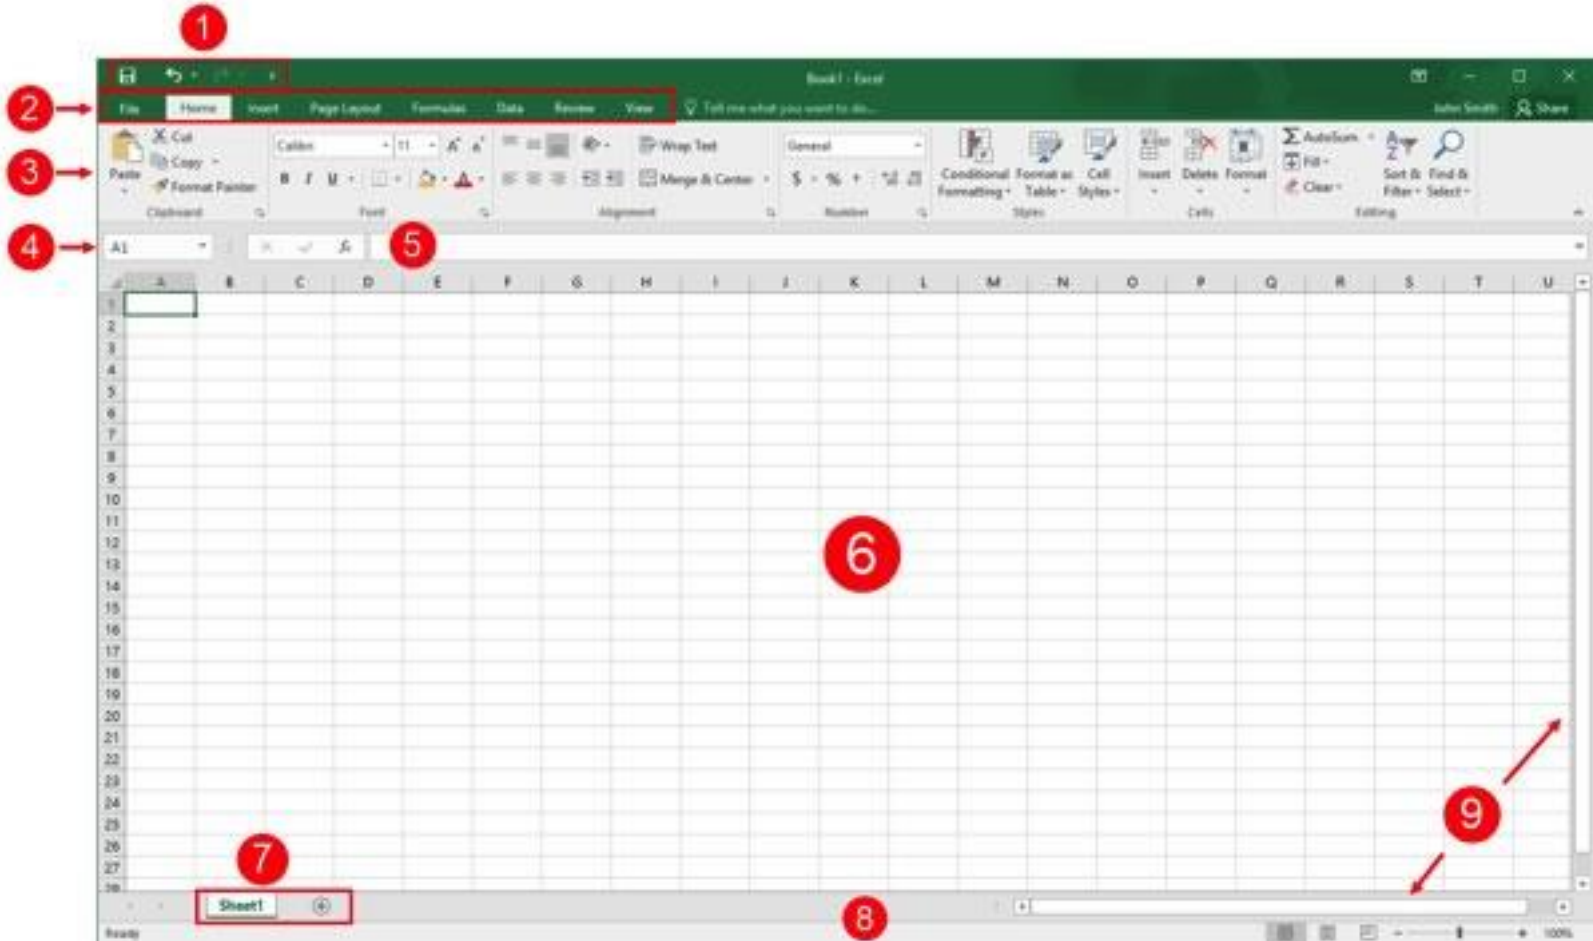 1
Book1 - Excel
2
File Home Insert Page Layout Formulas Data Review View Tell me what you want to do... John Smith Share
3
Paste
Cut
Copy
Format Painter
Clipboard
Calibri 11
B I U
Font
Wrap Text
Merge & Center
Alignment
General
$ %
Number
Conditional Formatting
Format as Table
Cell Styles
Styles
Insert Delete Format
Cells
AutoSum
Fill
Clear
Sort & Filter
Find & Select
Editing
4
A1 fx
5
A B C D E F G H I J K L M N O P Q R S T U
1
2
3
4
5
6
7
8
9
10
11
12
13
14
15
16
17
18
19
20
21
22
23
24
25
26
27
28
6
7
9
Sheet1
8
Ready 100%